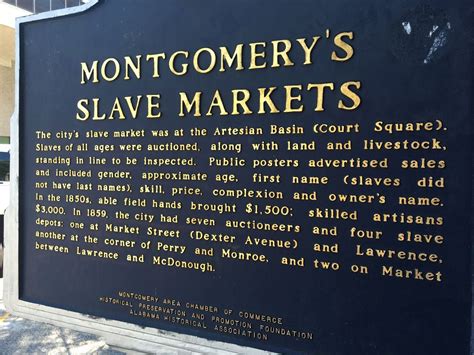 MONTGOMERY'S
SLAVE MARKETS
The city's slave market was at the Artesian Basin (Court Square).
Slaves of all ages were auctioned, along with land and livestock,
standing in line to be inspected. Public posters advertised sales
and included gender, approximate age, first name (slaves did
not have last names), skill, price, complexion and owner's name.
In the 1850s, able field hands brought $1,500; skilled artisans
$3,000. In 1859, the city had seven auctioneers and four slave
depots: one at Market Street (Dexter Avenue) and Lawrence,
another at the corner of Perry and Monroe, and two on Market
between Lawrence and McDonough.
MONTGOMERY AREA CHAMBER OF COMMERCE
HISTORICAL PRESERVATION AND PROMOTION FOUNDATION
ALABAMA HISTORICAL ASSOCIATION